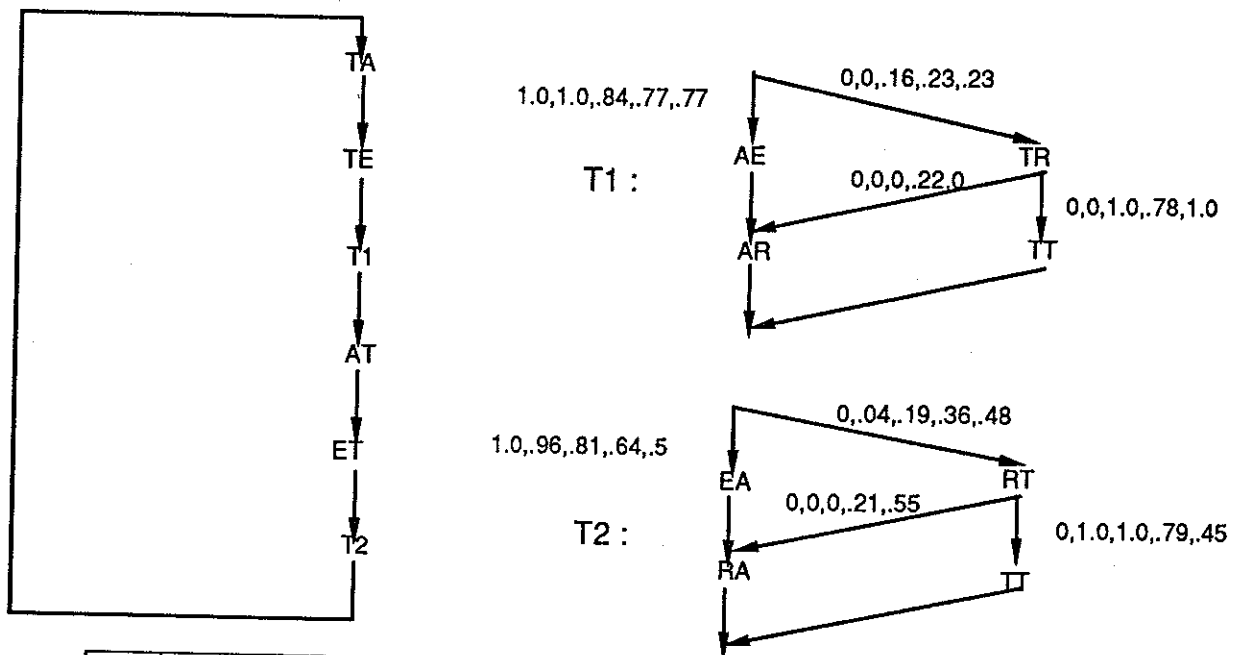 TA
TE
T1
AT
ET
T2
T1 :
1.0,1.0,.84,.77,.77
0,0,.16,.23,.23
AE
TR
0,0,0,.22,0
0,0,1.0,.78,1.0
AR
TT
T2 :
1.0,.96,.81,.64,.5
0,.04,.19,.36,.48
EA
RT
0,0,0,.21,.55
0,1.0,1.0,.79,.45
RA
TT